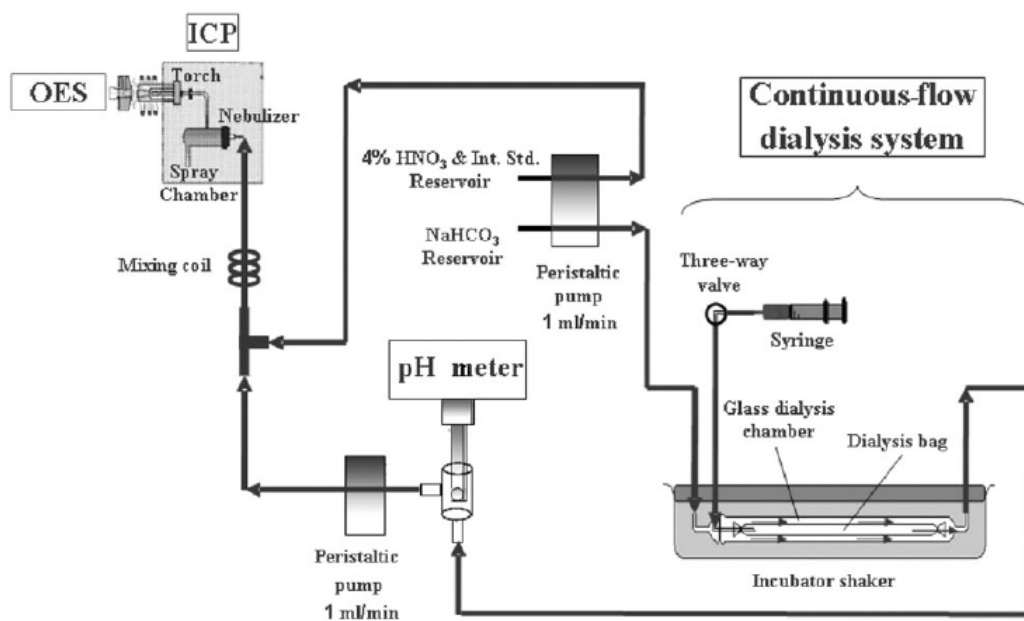 ICP
OES
Torch
Nebulizer
Spray
Chamber
Mixing coil
4% HNO₃ & Int. Std.
Reservoir
NaHCO₃
Reservoir
Peristaltic
pump
1 ml/min
pH meter
Peristaltic
pump
1 ml/min
Continuous-flow
dialysis system
Three-way
valve
Syringe
Glass dialysis
chamber
Dialysis bag
Incubator shaker